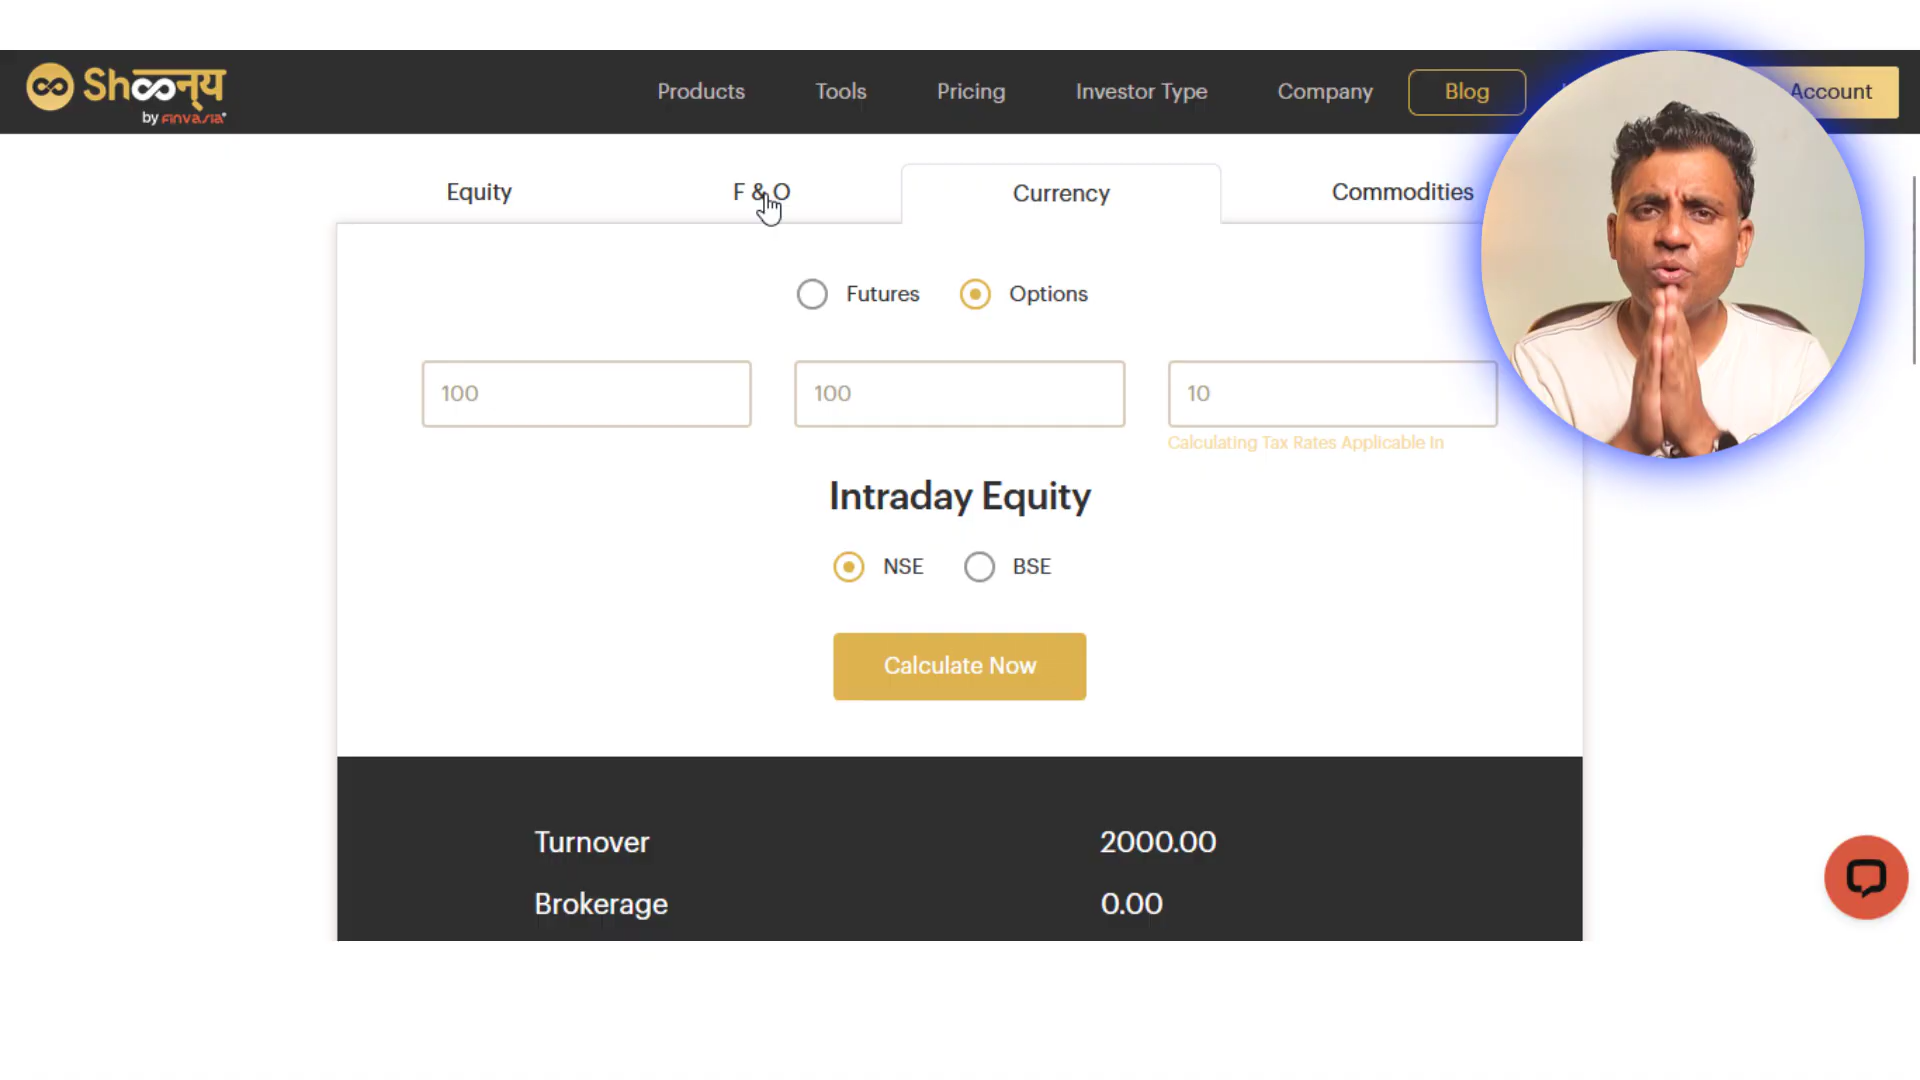 Shooन्य
by FINVASIA
Products Tools Pricing Investor Type Company Blog Account
Equity F & O Currency Commodities
Futures Options
100 100 10
Calculating Tax Rates Applicable In
Intraday Equity
NSE BSE
Calculate Now
Turnover 2000.00
Brokerage 0.00